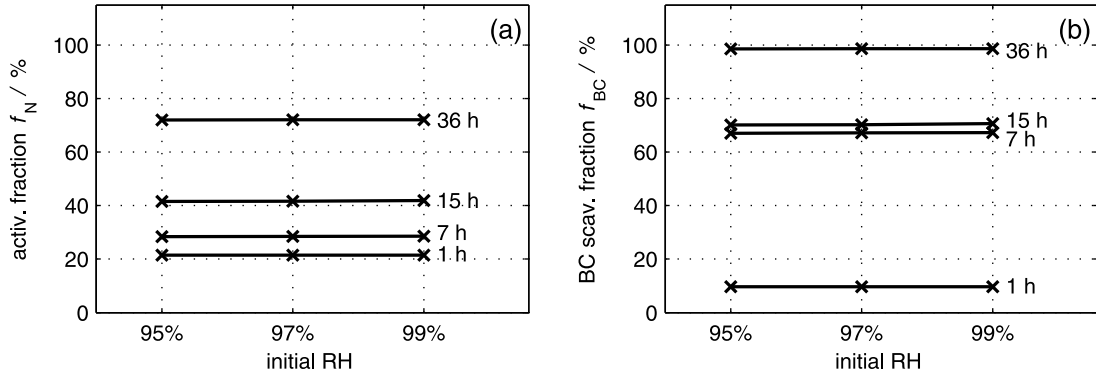 (a)
activ. fraction f_N / %
100
80
60
40
20
0
36 h
15 h
7 h
1 h
95% 97% 99%
initial RH
(b)
BC scav. fraction f_BC / %
100
80
60
40
20
0
36 h
15 h
7 h
1 h
95% 97% 99%
initial RH